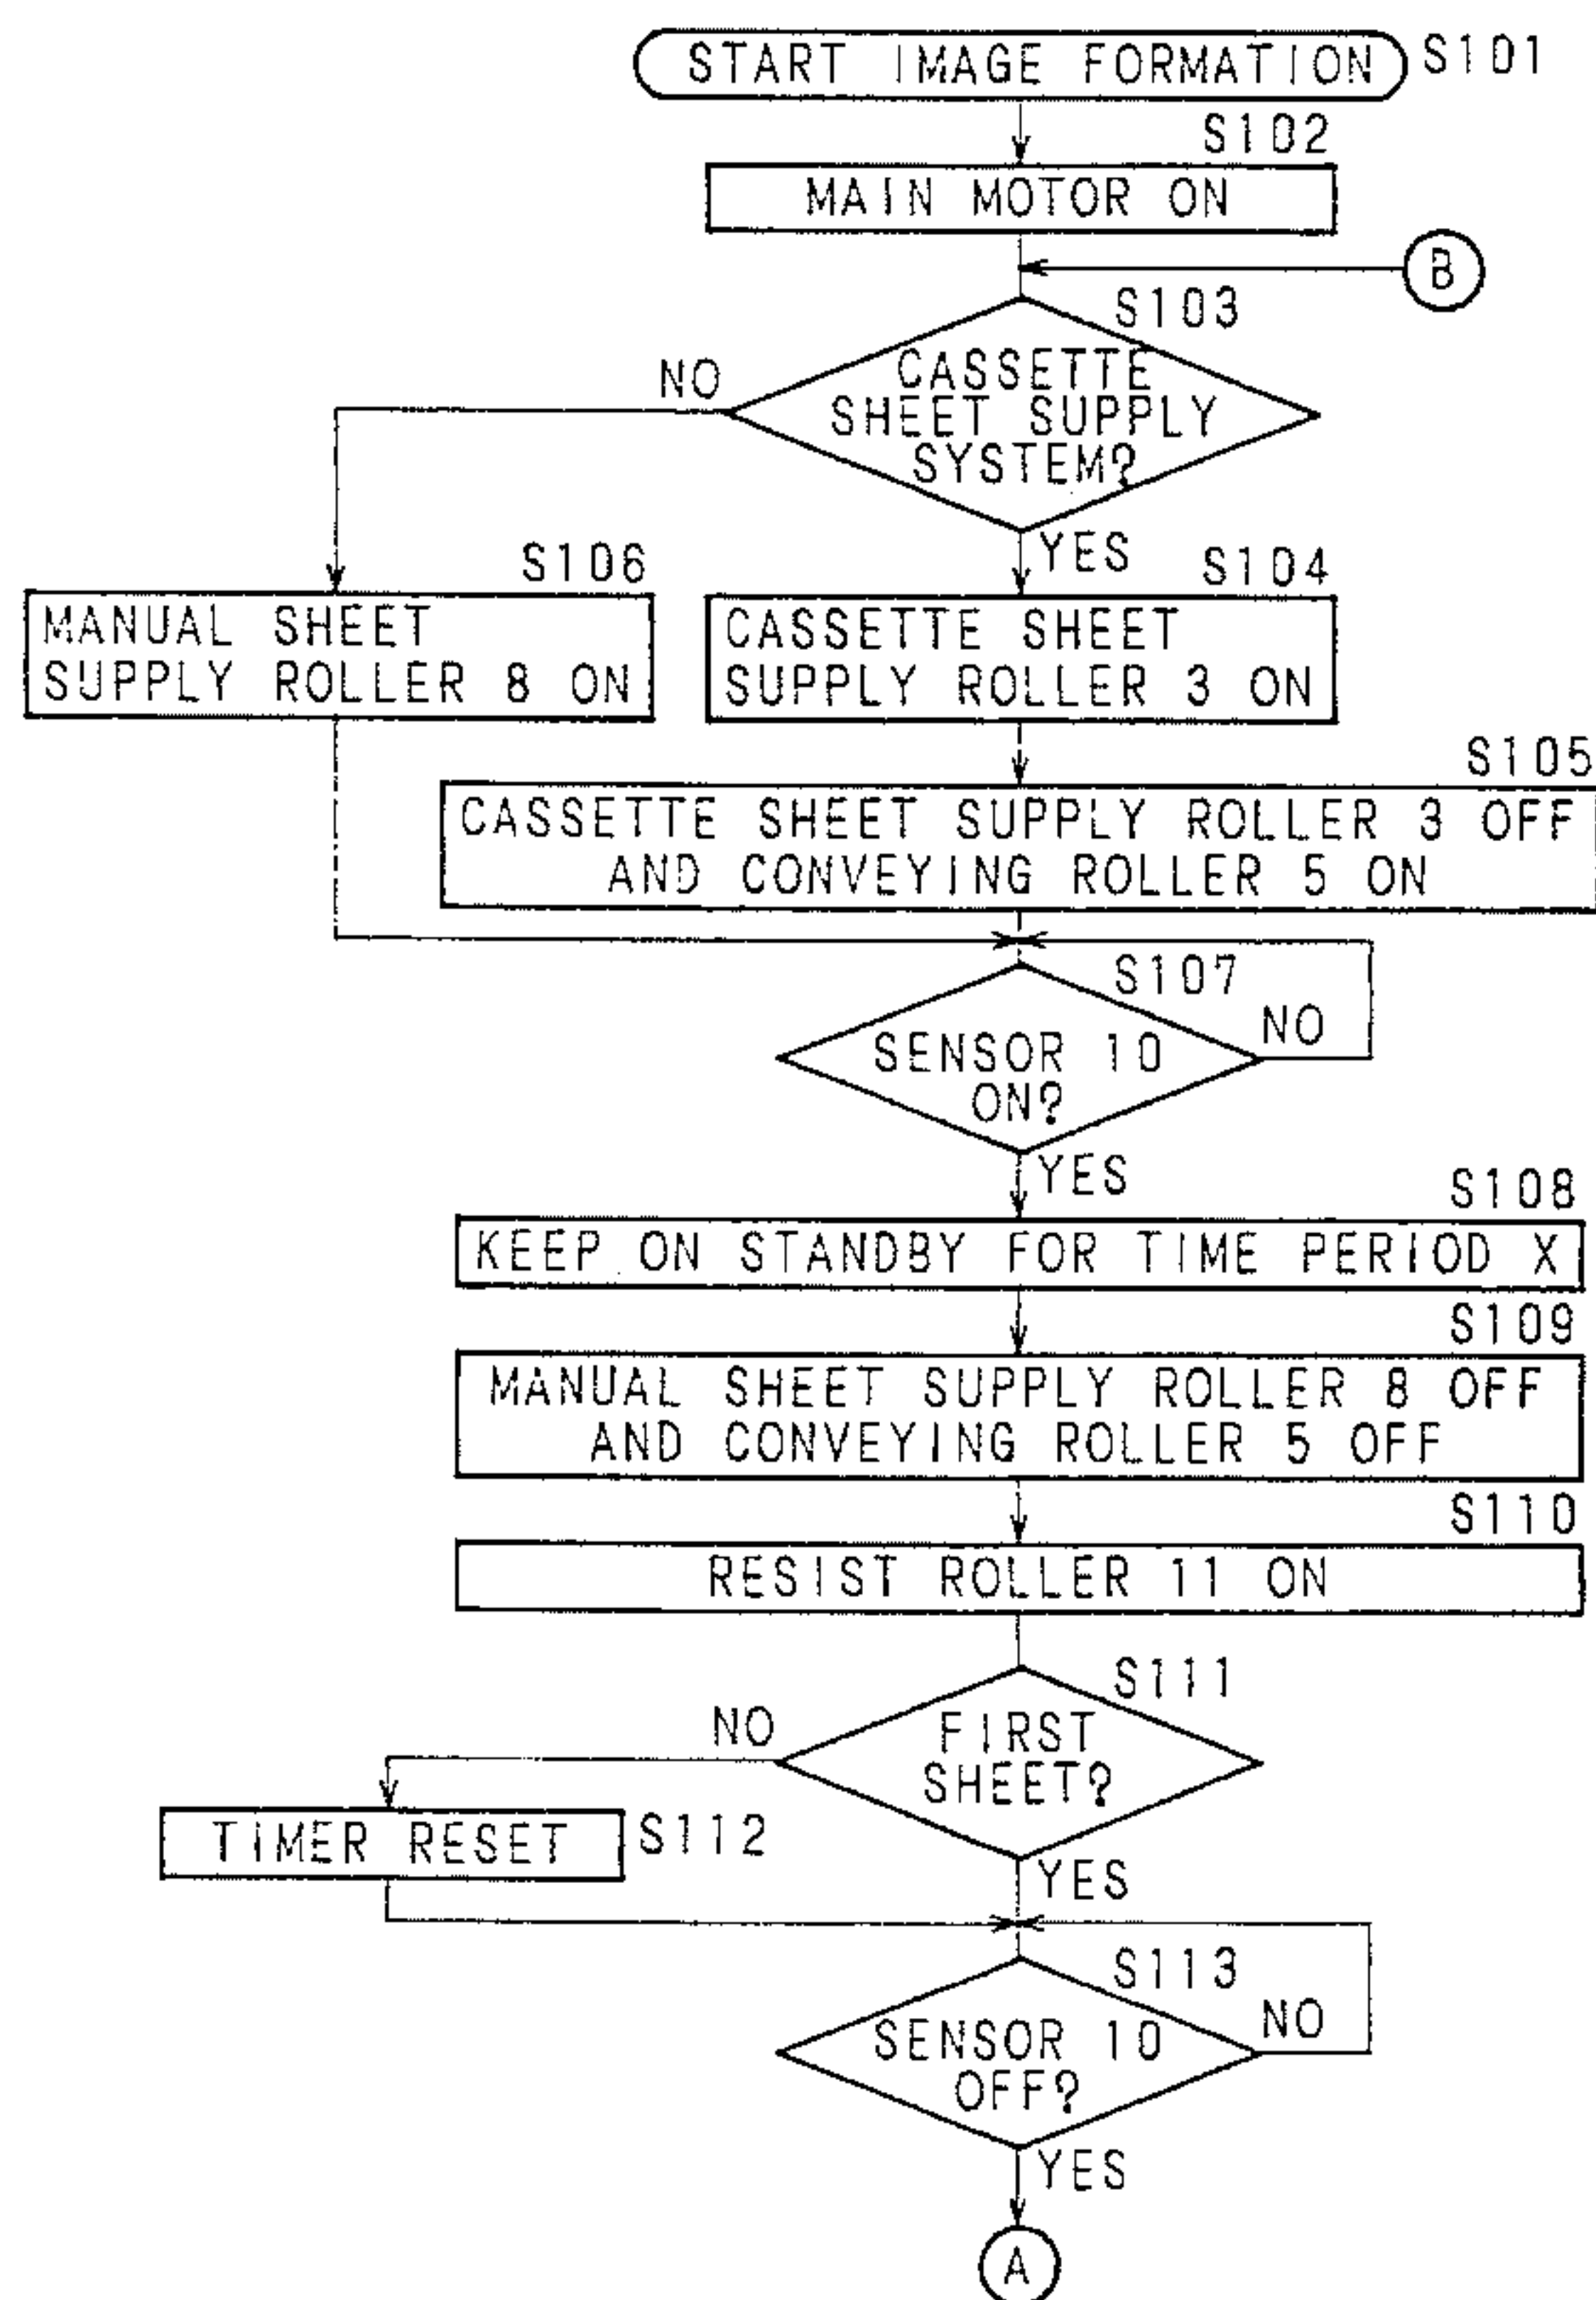 START IMAGE FORMATION S101
S102
MAIN MOTOR ON
B
S103
NO
CASSETTE
SHEET SUPPLY
SYSTEM?
YES
S106
MANUAL SHEET
SUPPLY ROLLER 8 ON
S104
CASSETTE SHEET
SUPPLY ROLLER 3 ON
S105
CASSETTE SHEET SUPPLY ROLLER 3 OFF
AND CONVEYING ROLLER 5 ON
S107
NO
SENSOR 10
ON?
YES
S108
KEEP ON STANDBY FOR TIME PERIOD X
S109
MANUAL SHEET SUPPLY ROLLER 8 OFF
AND CONVEYING ROLLER 5 OFF
S110
RESIST ROLLER 11 ON
S111
NO
FIRST
SHEET?
YES
TIMER RESET S112
S113
NO
SENSOR 10
OFF?
YES
A